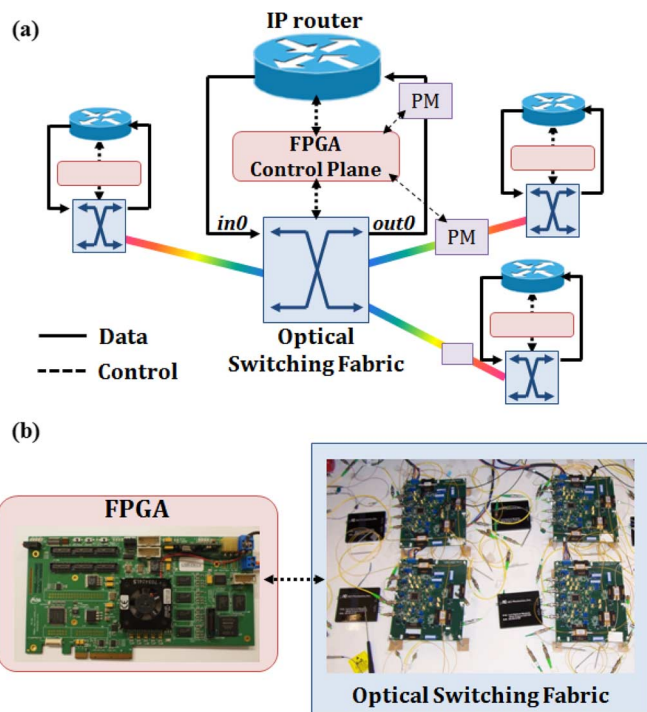 (a)
IP router
PM
FPGA
Control Plane
in0
out0
PM
Data
Control
Optical
Switching Fabric
(b)
FPGA
Optical Switching Fabric